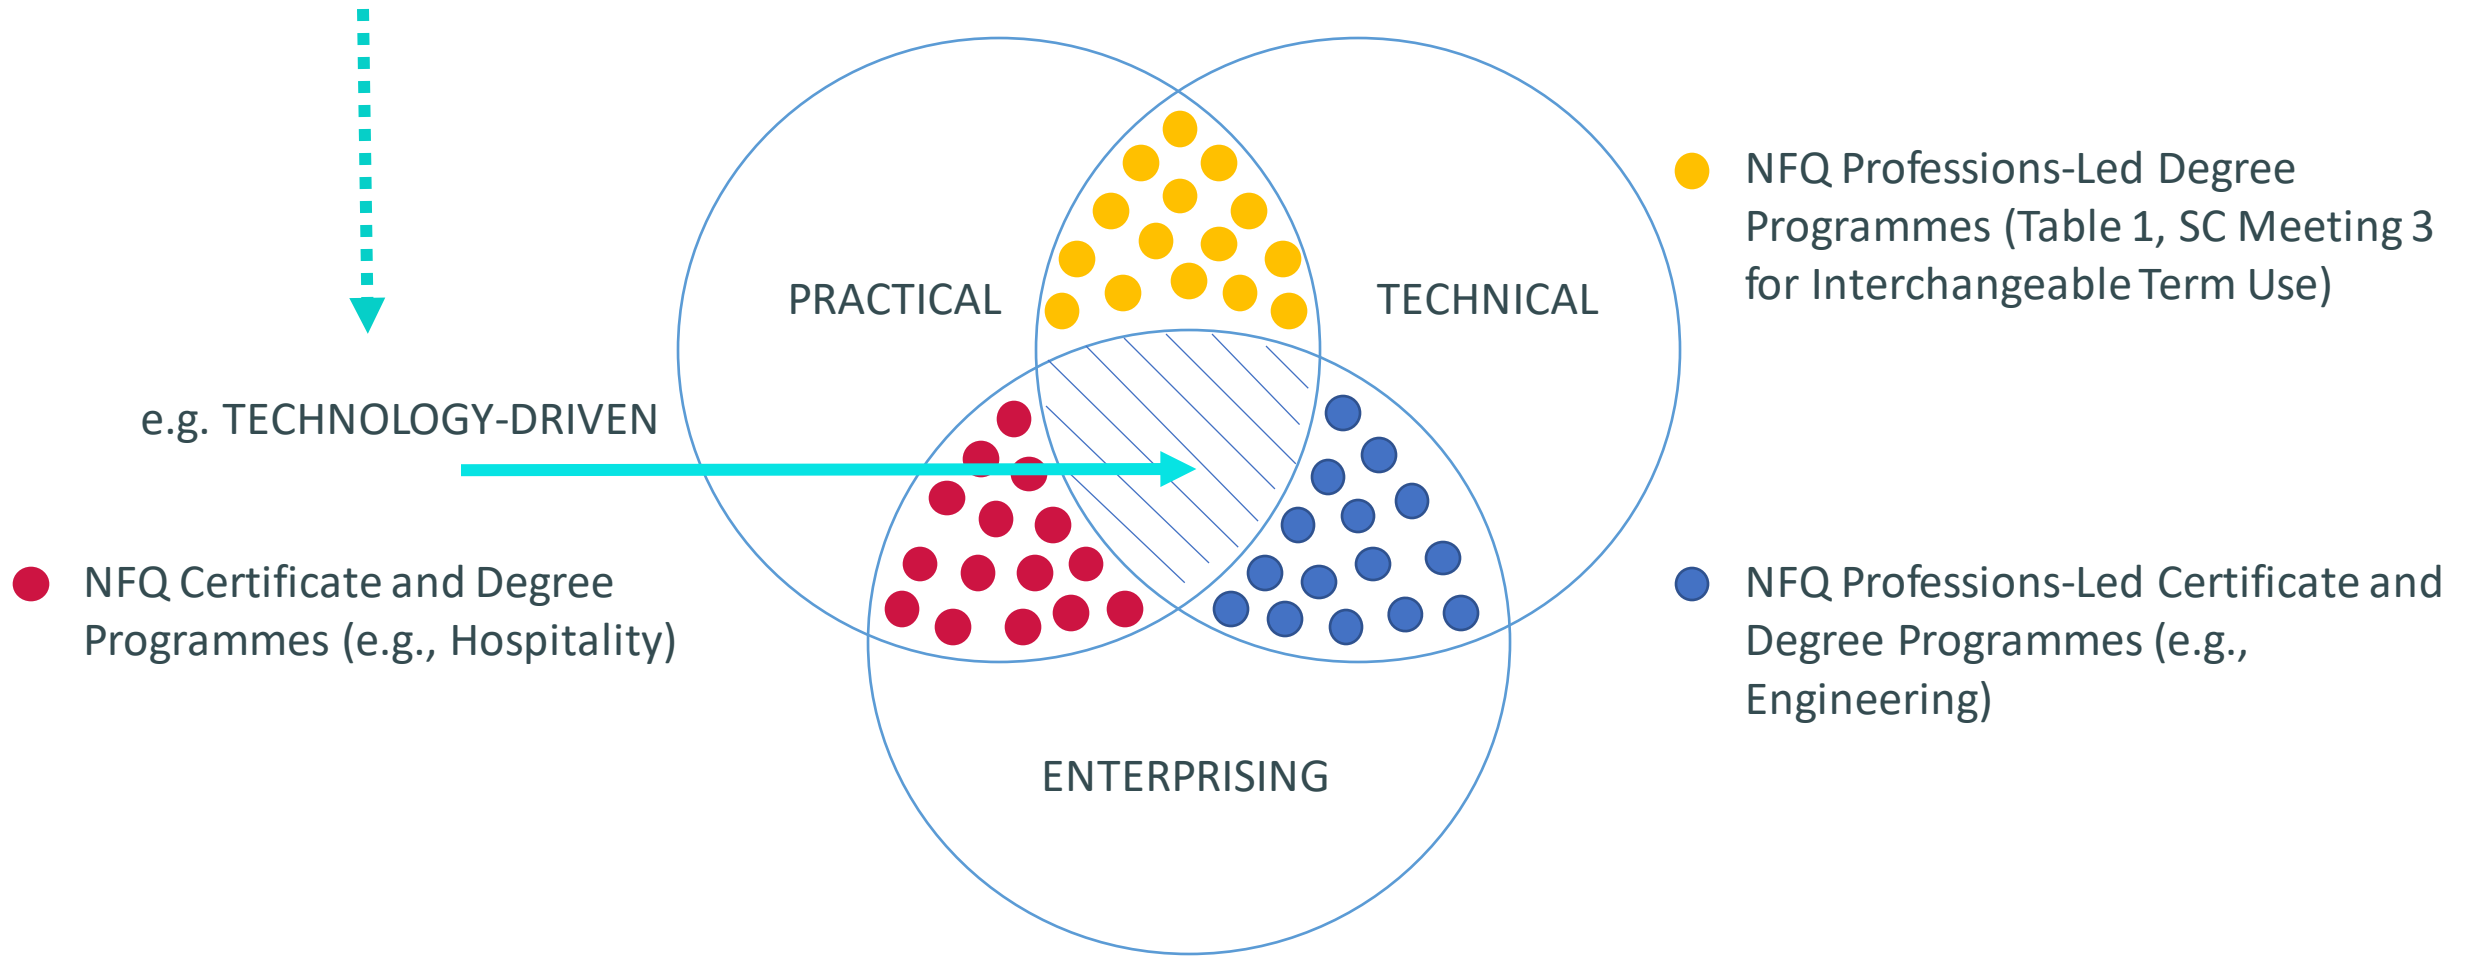 NFQ Professions-Led Degree
Programmes (Table 1, SC Meeting 3
for Interchangeable Term Use)
PRACTICAL
TECHNICAL
e.g. TECHNOLOGY-DRIVEN
NFQ Certificate and Degree
Programmes (e.g., Hospitality)
NFQ Professions-Led Certificate and
Degree Programmes (e.g.,
Engineering)
ENTERPRISING